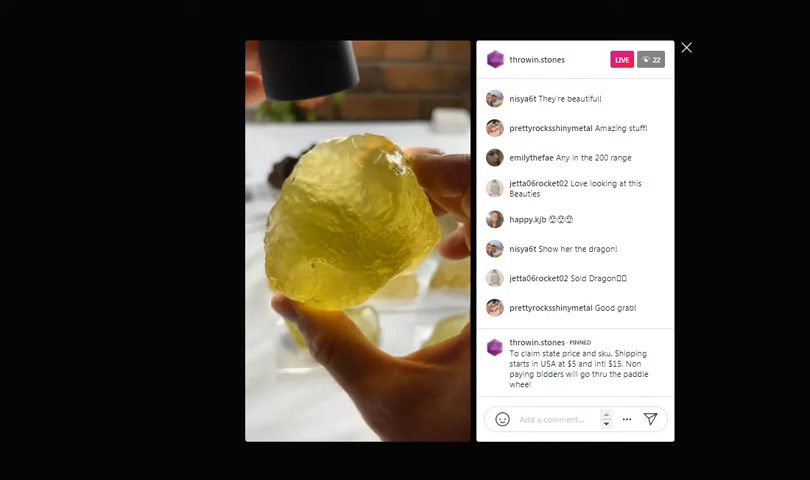 throwin.stones
LIVE
22
nisya6t They're beautiful!
prettyrocksshinymetal Amazing stuff!
emilythefae Any in the 200 range
jetta06rocket02 Love looking at this
Beauties
happy.kjb
nisya6t Show her the dragon!
jetta06rocket02 Sold Dragon
prettyrocksshinymetal Good grab!
throwin.stones · PINNED
To claim state price and sku. Shipping
starts in USA at $5 and intl $15. Non
paying bidders will go thru the paddle
wheel
Add a comment...